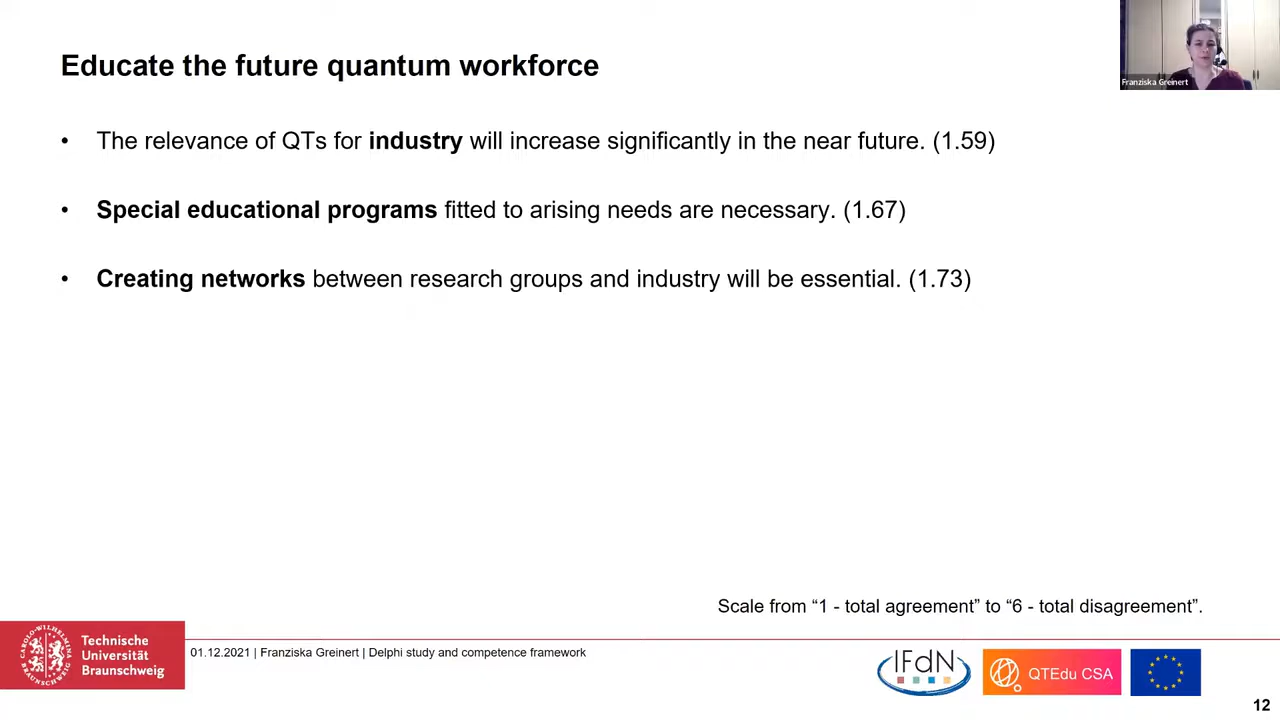 Educate the future quantum workforce
Franziska Greinert
• The relevance of QTs for industry will increase significantly in the near future. (1.59)
• Special educational programs fitted to arising needs are necessary. (1.67)
• Creating networks between research groups and industry will be essential. (1.73)
Scale from “1 - total agreement” to “6 - total disagreement”.
CAROLO-WILHELMINA
BRAUNSCHWEIG
Technische
Universität
Braunschweig
01.12.2021 | Franziska Greinert | Delphi study and competence framework
IFdN
QTEdu CSA
12